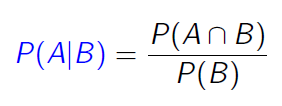 P(A|B) = P(A ∩ B) / P(B)